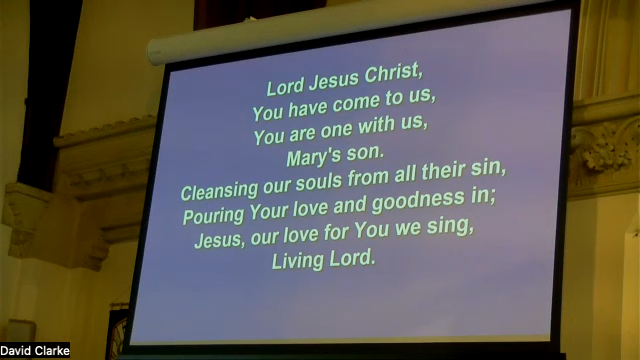 Lord Jesus Christ,
You have come to us,
You are one with us,
Mary's son.
Cleansing our souls from all their sin,
Pouring Your love and goodness in;
Jesus, our love for You we sing,
Living Lord.
David Clarke